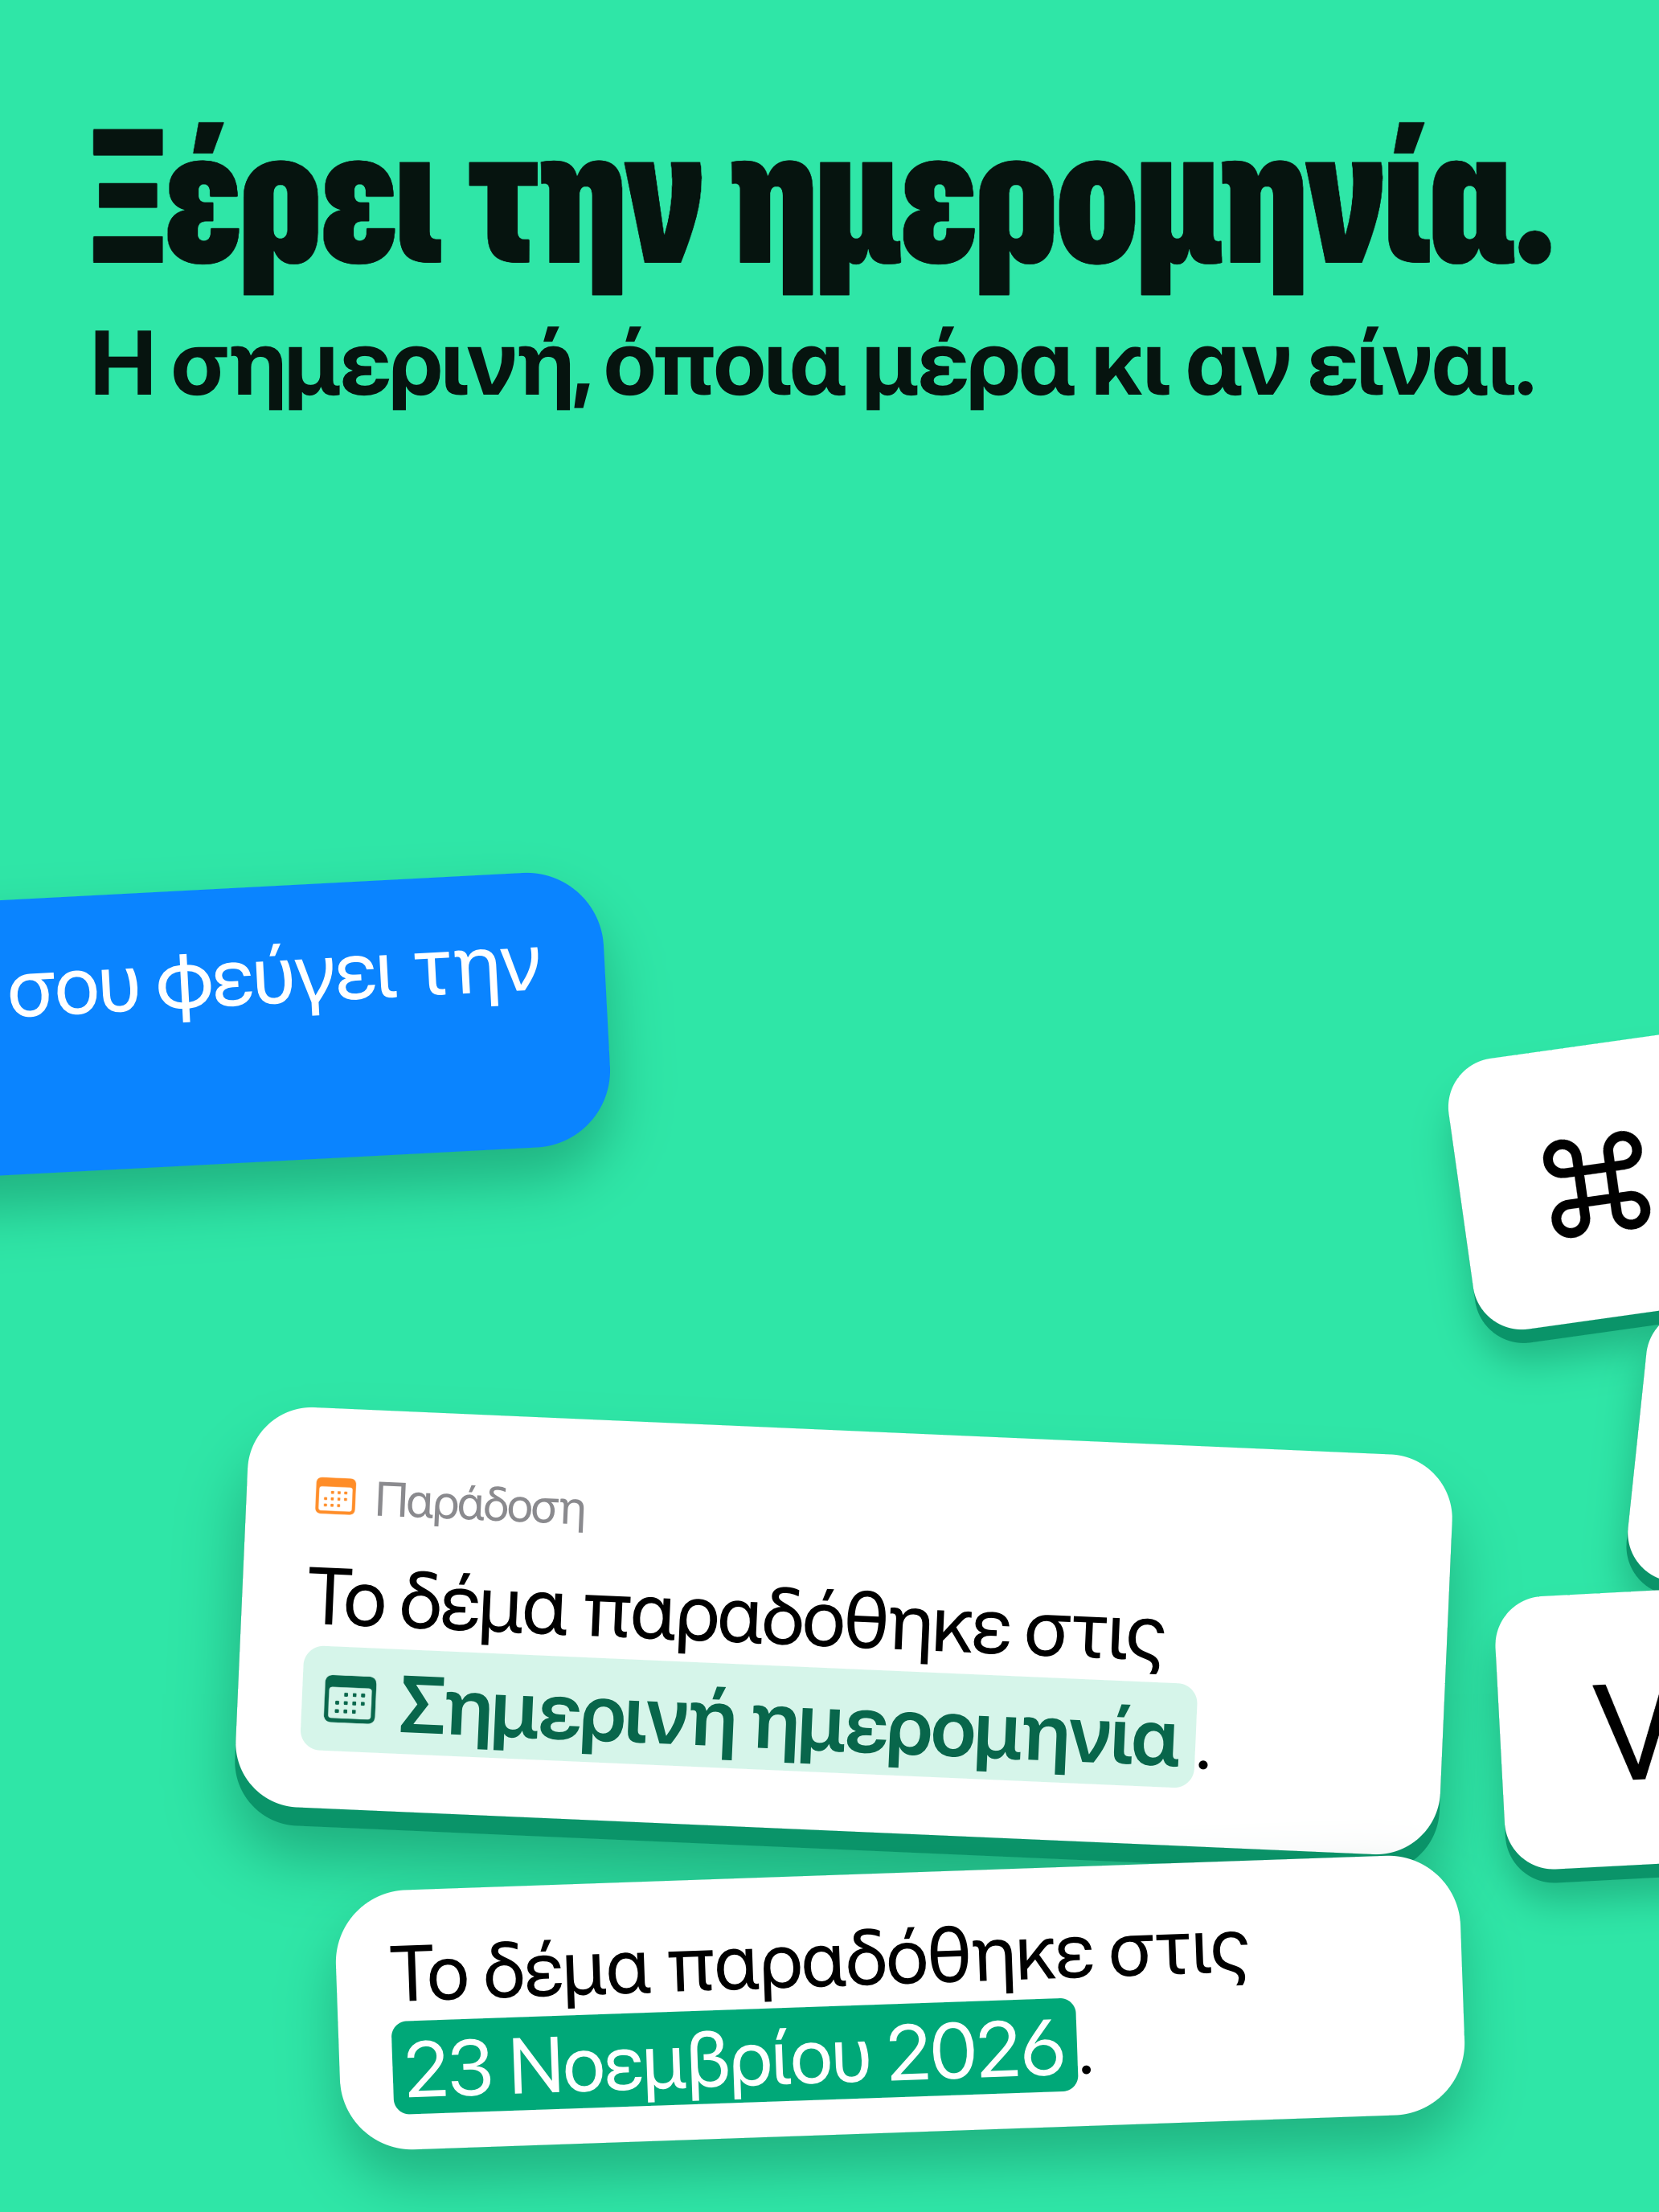 Ξέρει την ημερομηνία.
Η σημερινή, όποια μέρα κι αν είναι.
σου φεύγει την
⌘
Παράδοση
Το δέμα παραδόθηκε στις
Σημερινή ημερομηνία.
V
Το δέμα παραδόθηκε στις
23 Νοεμβρίου 2026.